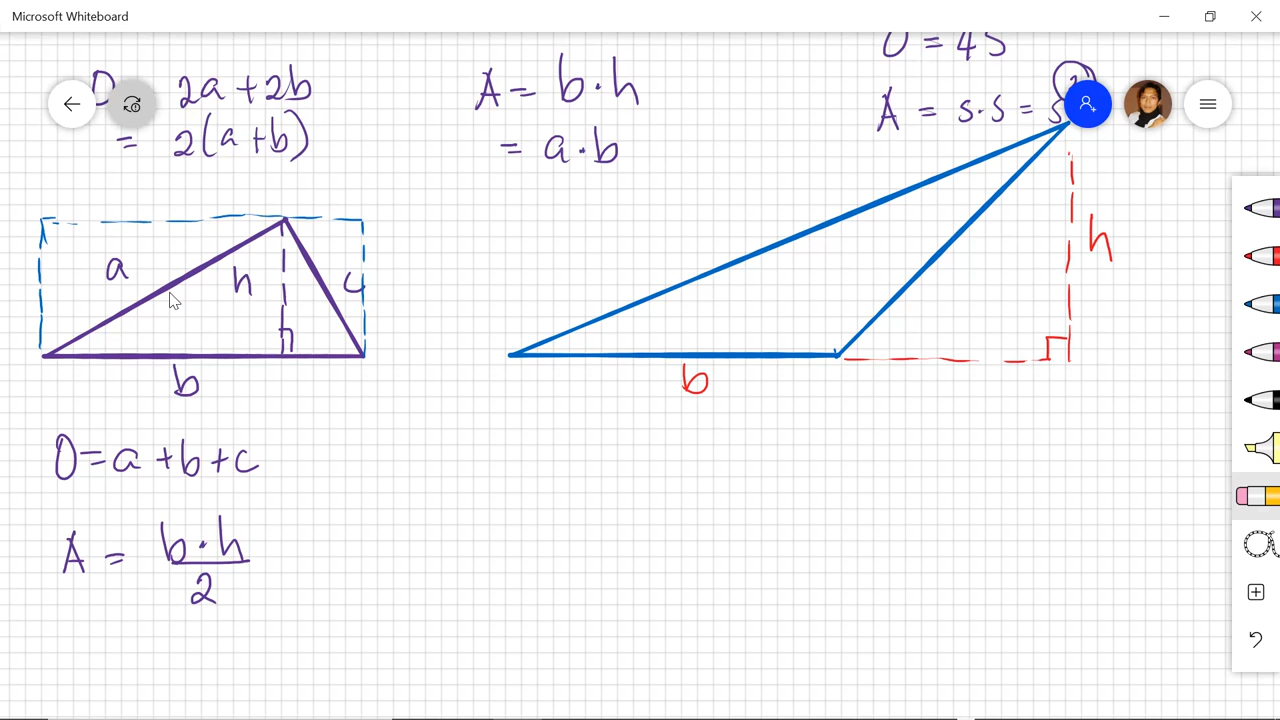 Microsoft Whiteboard
O = 2a + 2b
= 2(a + b)
A = b · h
= a · b
O = 4s
A = s · s = s
a
h
c
h
b
h
b
O = a + b + c
A = b · h
2